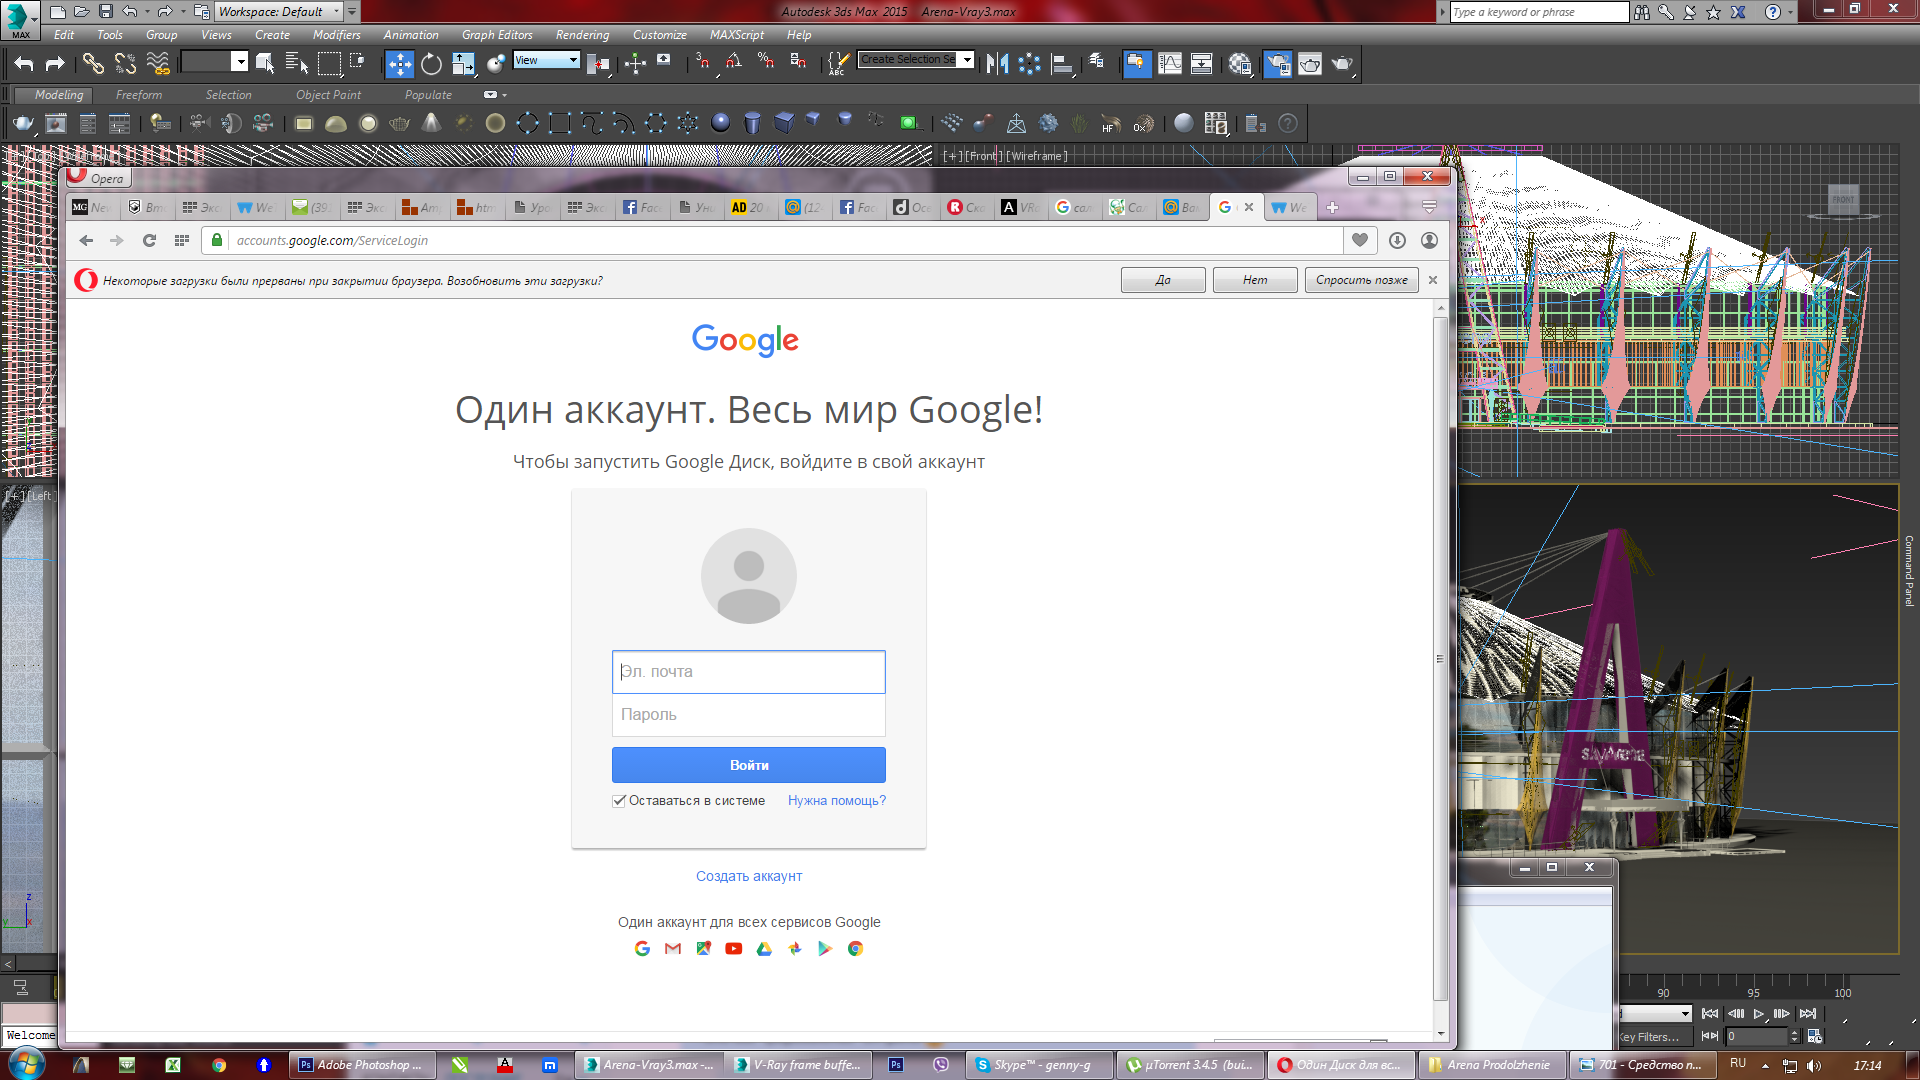 Workspace: Default
Autodesk 3ds Max 2015 Arena-Vray3.max
Type a keyword or phrase
MAX
Edit Tools Group Views Create Modifiers Animation Graph Editors Rendering Customize MAXScript Help
View
Create Selection Se
Modeling Freeform Selection Object Paint Populate
[+][Front][Wireframe]
FRONT
Opera
accounts.google.com/ServiceLogin
Некоторые загрузки были прерваны при закрытии браузера. Возобновить эти загрузки?
Да
Нет
Спросить позже
Google
Один аккаунт. Весь мир Google!
Чтобы запустить Google Диск, войдите в свой аккаунт
[+][Left]
Эл. почта
Пароль
Войти
Оставаться в системе
Нужна помощь?
Создать аккаунт
Один аккаунт для всех сервисов Google
Command Panel
90 95 100
0
Key Filters...
Welcome
Adobe Photoshop ...
Arena-Vray3.max -...
V-Ray frame buffe...
Skype™ - genny-g
µTorrent 3.4.5 (bui...
Один Диск для вс...
Arena Prodolzhenie
701 - Средство п...
RU
17:14